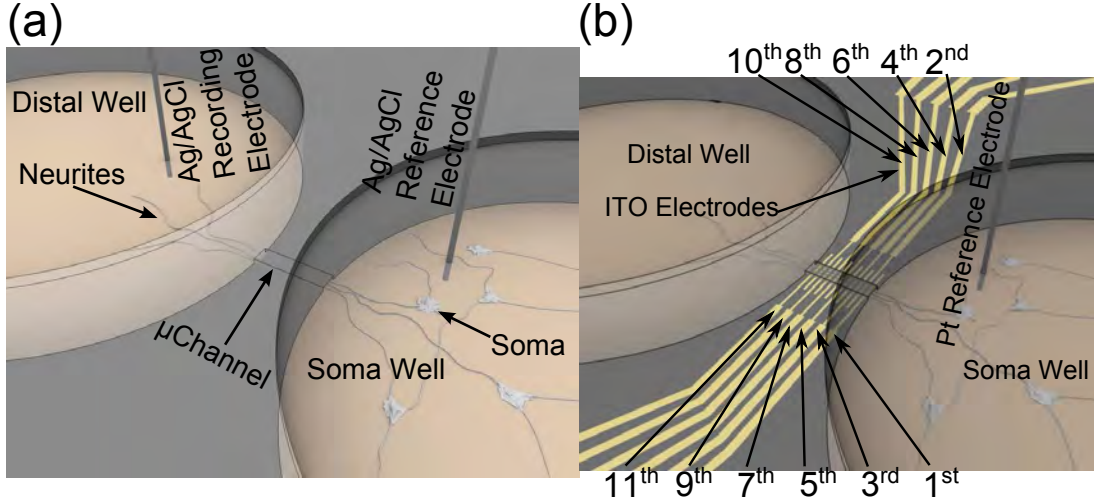 (a)
Distal Well
Ag/AgCl
Recording
Electrode
Neurites
Ag/AgCl
Reference
Electrode
µChannel
Soma
Soma Well
(b)
10th 8th 6th 4th 2nd
Distal Well
ITO Electrodes
Pt Reference Electrode
Soma Well
11th 9th 7th 5th 3rd 1st